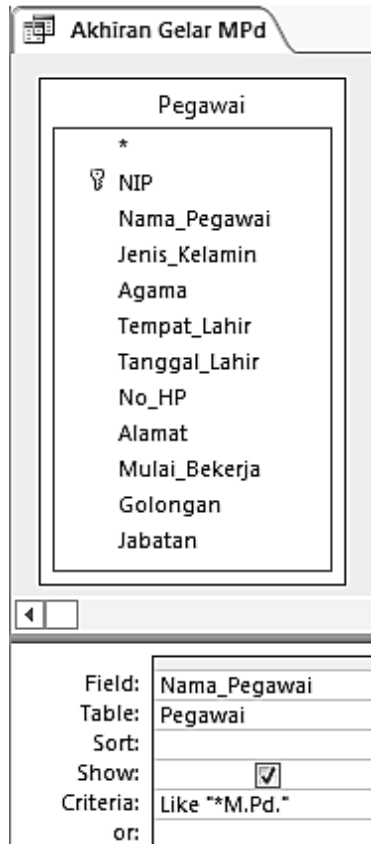 Akhiran Gelar MPd
Pegawai
*
NIP
Nama_Pegawai
Jenis_Kelamin
Agama
Tempat_Lahir
Tanggal_Lahir
No_HP
Alamat
Mulai_Bekerja
Golongan
Jabatan
Field: Nama_Pegawai
Table: Pegawai
Sort:
Show:
Criteria: Like "*M.Pd."
or: